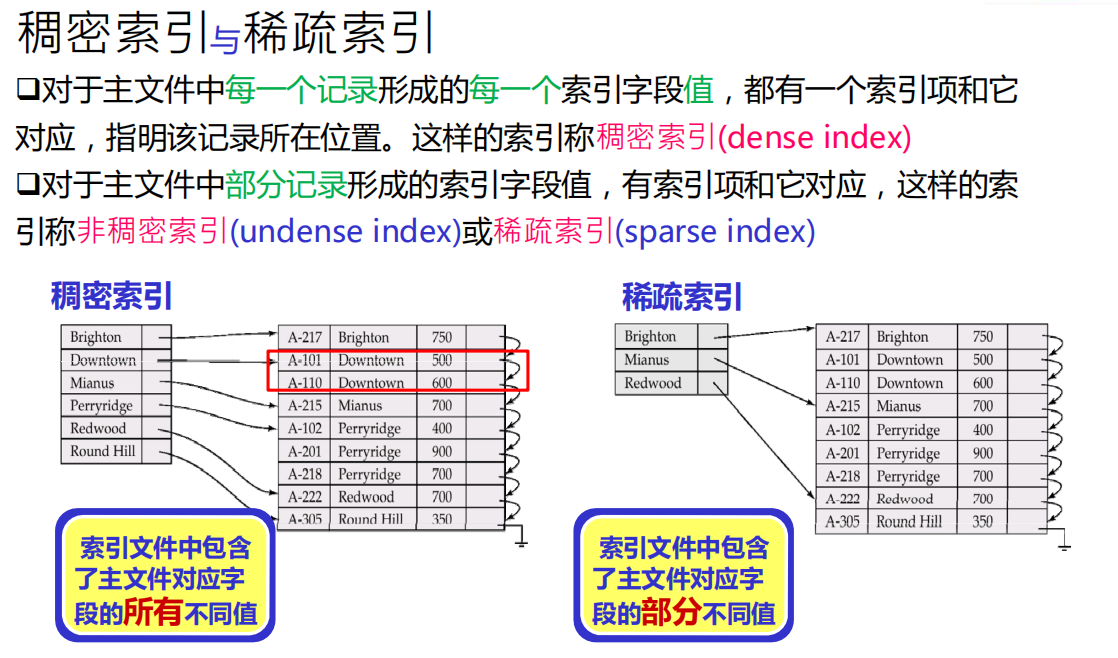 稠密索引与稀疏索引
❑对于主文件中每一个记录形成的每一个索引字段值，都有一个索引项和它
对应，指明该记录所在位置。这样的索引称稠密索引(dense index)
❑对于主文件中部分记录形成的索引字段值，有索引项和它对应，这样的索
引称非稠密索引(undense index)或稀疏索引(sparse index)
稠密索引
Brighton
Downtown
Mianus
Perryridge
Redwood
Round Hill
A-217 Brighton 750
A-101 Downtown 500
A-110 Downtown 600
A-215 Mianus 700
A-102 Perryridge 400
A-201 Perryridge 900
A-218 Perryridge 700
A-222 Redwood 700
A-305 Round Hill 350
索引文件中包含
了主文件对应字
段的所有不同值
稀疏索引
Brighton
Mianus
Redwood
A-217 Brighton 750
A-101 Downtown 500
A-110 Downtown 600
A-215 Mianus 700
A-102 Perryridge 400
A-201 Perryridge 900
A-218 Perryridge 700
A-222 Redwood 700
A-305 Round Hill 350
索引文件中包含
了主文件对应字
段的部分不同值